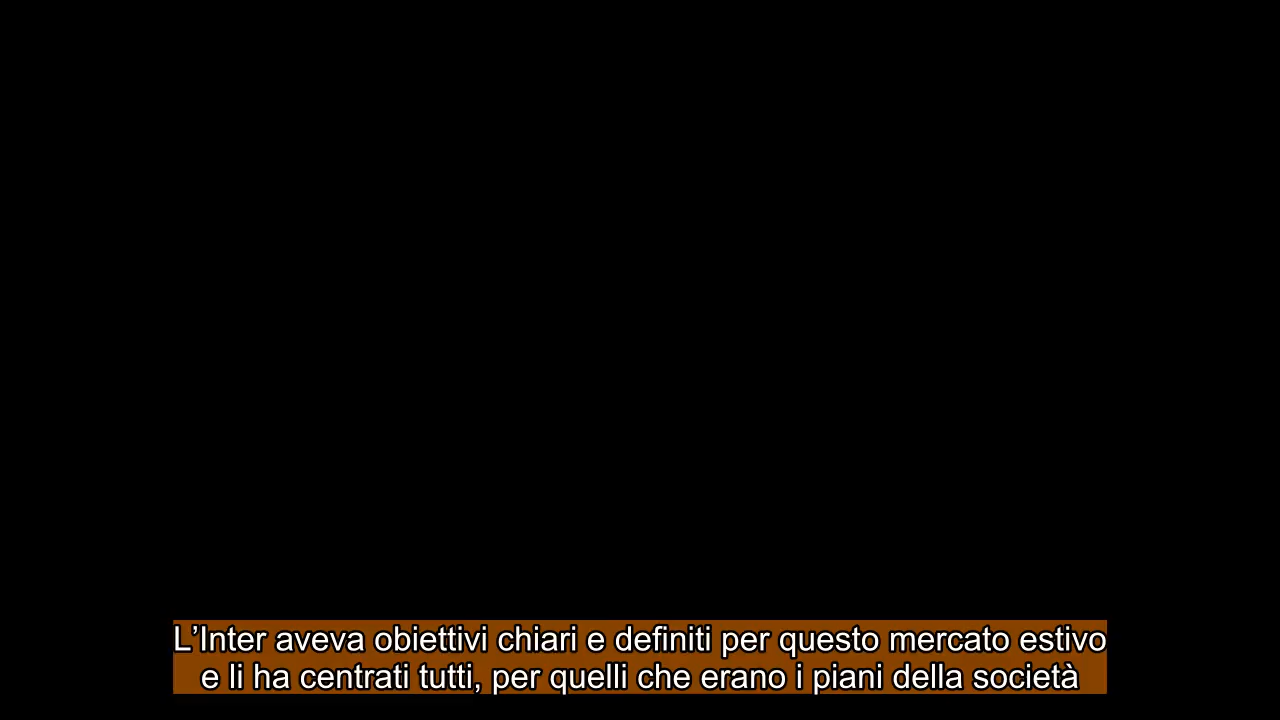 L’Inter aveva obiettivi chiari e definiti per questo mercato estivo
e li ha centrati tutti, per quelli che erano i piani della società